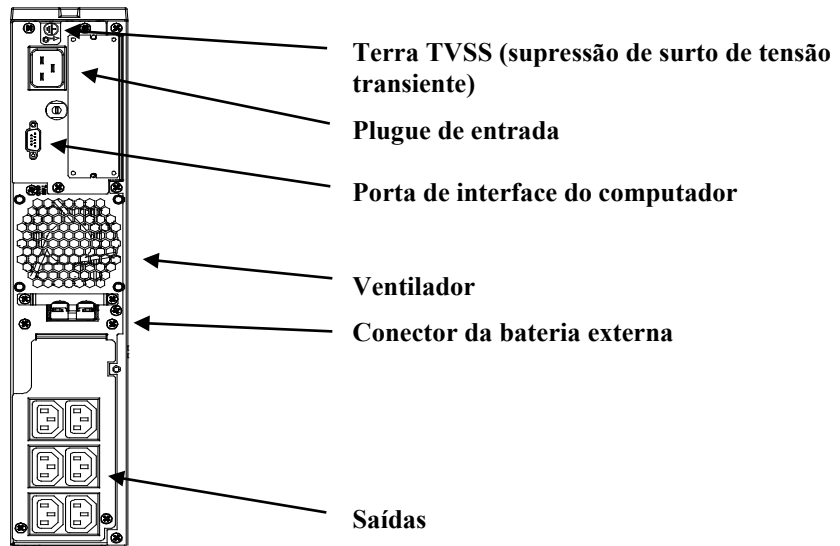 Terra TVSS (supressão de surto de tensão
transiente)
Plugue de entrada
Porta de interface do computador
Ventilador
Conector da bateria externa
Saídas